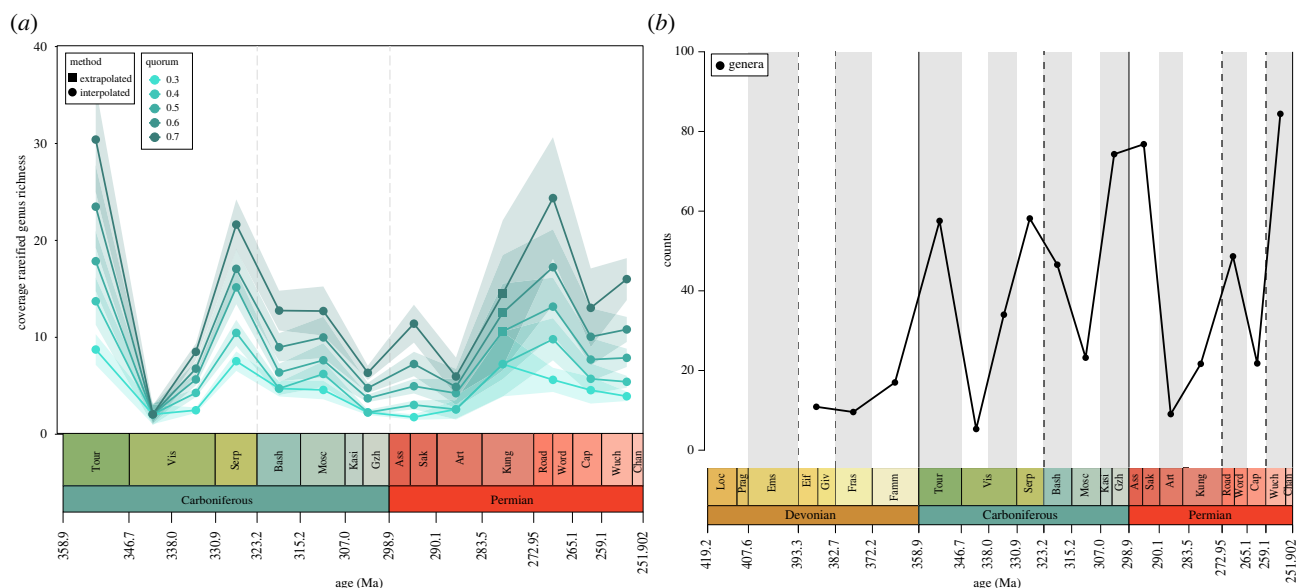 (a)
40
30
20
10
0
coverage rareified genus richness
method
extrapolated
interpolated
quorum
0.3
0.4
0.5
0.6
0.7
Tour
Vis
Serp
Bash
Mosc
Kasi
Gzh
Ass
Sak
Art
Kung
Road
Word
Cap
Wuch
Chan
Carboniferous
Permian
358.9
346.7
338.0
330.9
323.2
315.2
307.0
298.9
290.1
283.5
272.95
265.1
259.1
251.902
age (Ma)
(b)
100
80
60
40
20
0
counts
genera
Loc
Prag
Ems
Eif
Giv
Fras
Famm
Tour
Vis
Serp
Bash
Mosc
Kasi
Gzh
Ass
Sak
Art
Kung
Road
Word
Cap
Wuch
Chan
Devonian
Carboniferous
Permian
419.2
407.6
393.3
382.7
372.2
358.9
346.7
338.0
330.9
323.2
315.2
307.0
298.9
290.1
283.5
272.95
265.1
259.1
251.902
age (Ma)